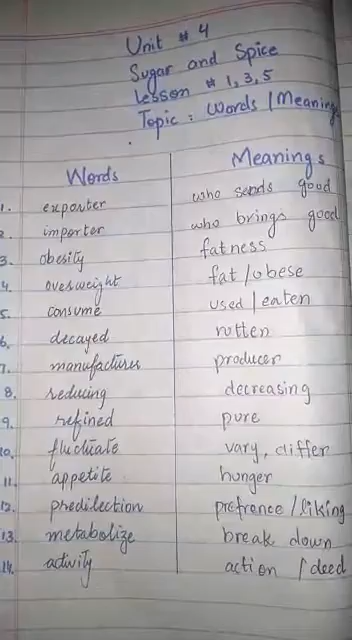 Unit # 4
Sugar and Spice
Lesson # 1, 3, 5
Topic : Words / Meaning
Words Meanings
1. exporter who sends good
2. importer who brings good
3. obesity fatness
4. overweight fat/obese
5. consume used / eaten
6. decayed rotten
7. manufacturer producer
8. reducing decreasing
9. refined pure
10. fluctuate vary, differ
11. appetite hunger
12. predilection prefrence / liking
13. metabolize break down
14. activity action / deed